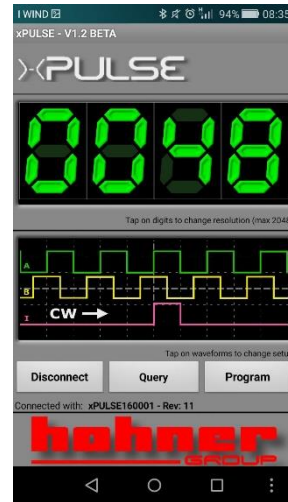 I WIND 94% 08:35
xPULSE - V1.2 BETA
>-<PULSE
0048
Tap on digits to change resolution (max 2048
A
B
I CW →
Tap on waveforms to change setu
Disconnect Query Program
Connected with: xPULSE160001 - Rev: 11
hohner
GROUP